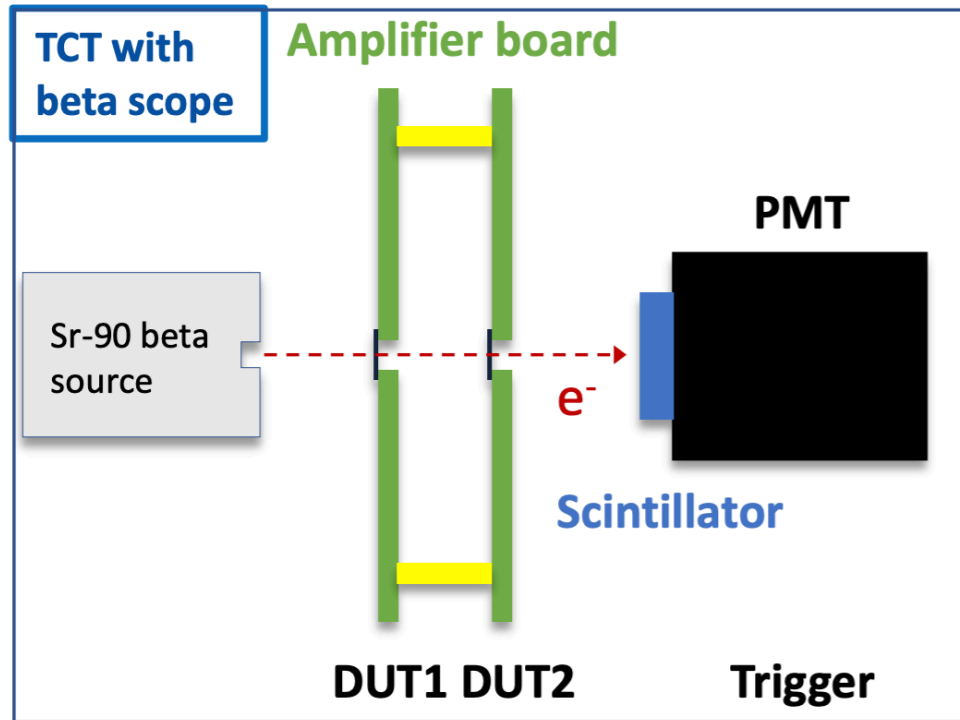 TCT with
beta scope
Amplifier board
PMT
Sr-90 beta
source
e⁻
Scintillator
DUT1 DUT2
Trigger